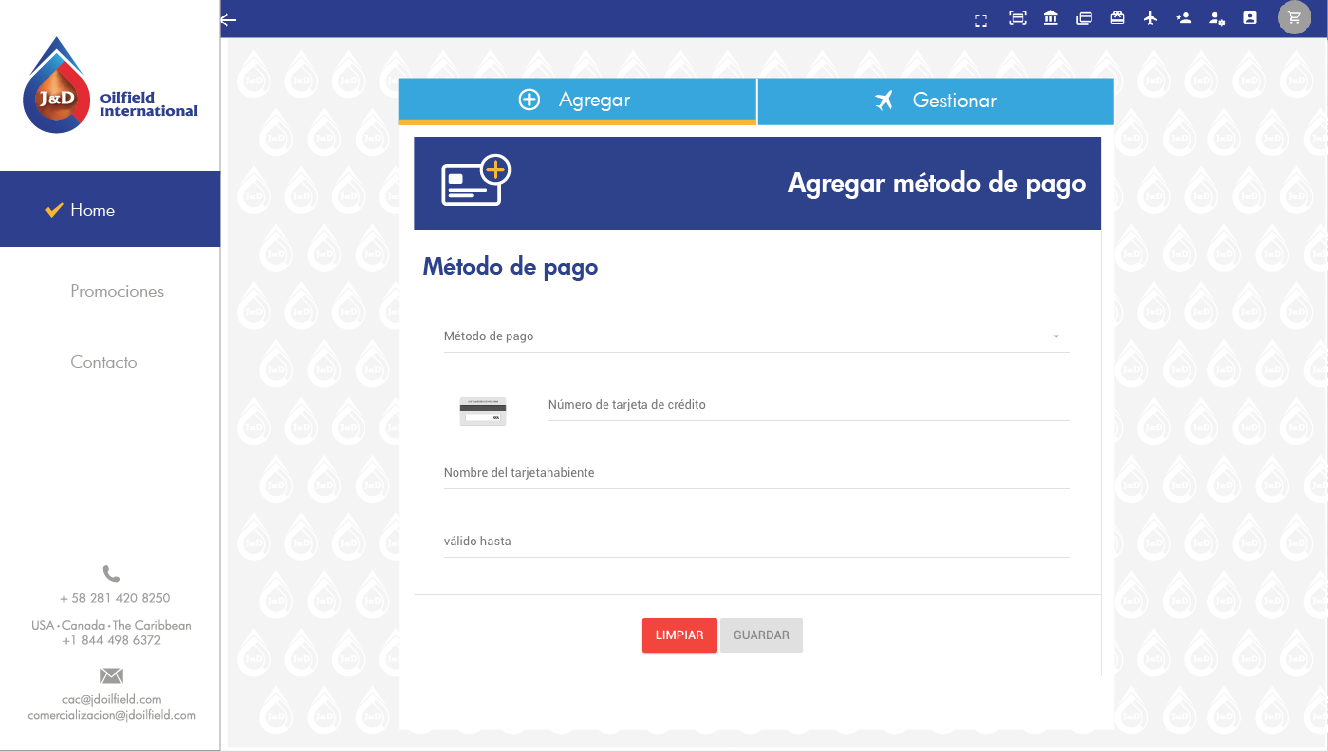 J&D Oilfield
International
Home
Promociones
Contacto
+ 58 281 420 8250
USA • Canada • The Caribbean
+1 844 498 6372
cac@jdoilfield.com
comercializacion@jdoilfield.com
Agregar
Gestionar
Agregar método de pago
Método de pago
Método de pago
Número de tarjeta de crédito
Nombre del tarjetahabiente
válido hasta
LIMPIAR
GUARDAR